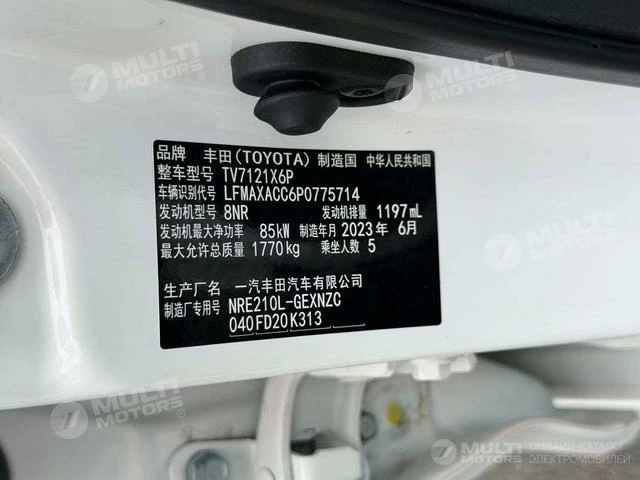 MULTI MOTORS
品牌 丰田(TOYOTA) 制造国 中华人民共和国
整车型号 TV7121X6P
车辆识别代号 LFMAXACC6P0775714
发动机型号 8NR 发动机排量 1197mL
发动机最大净功率 85kW 制造年月 2023年 6月
最大允许总质量 1770kg 乘坐人数 5
生产厂名 一汽丰田汽车有限公司
制造厂专用号 NRE210L-GEXNZC
040FD20K313
MULTI MOTORS
ОНЛАЙН-КАТАЛОГ
ЭЛЕКТРОМОБИЛЕЙ